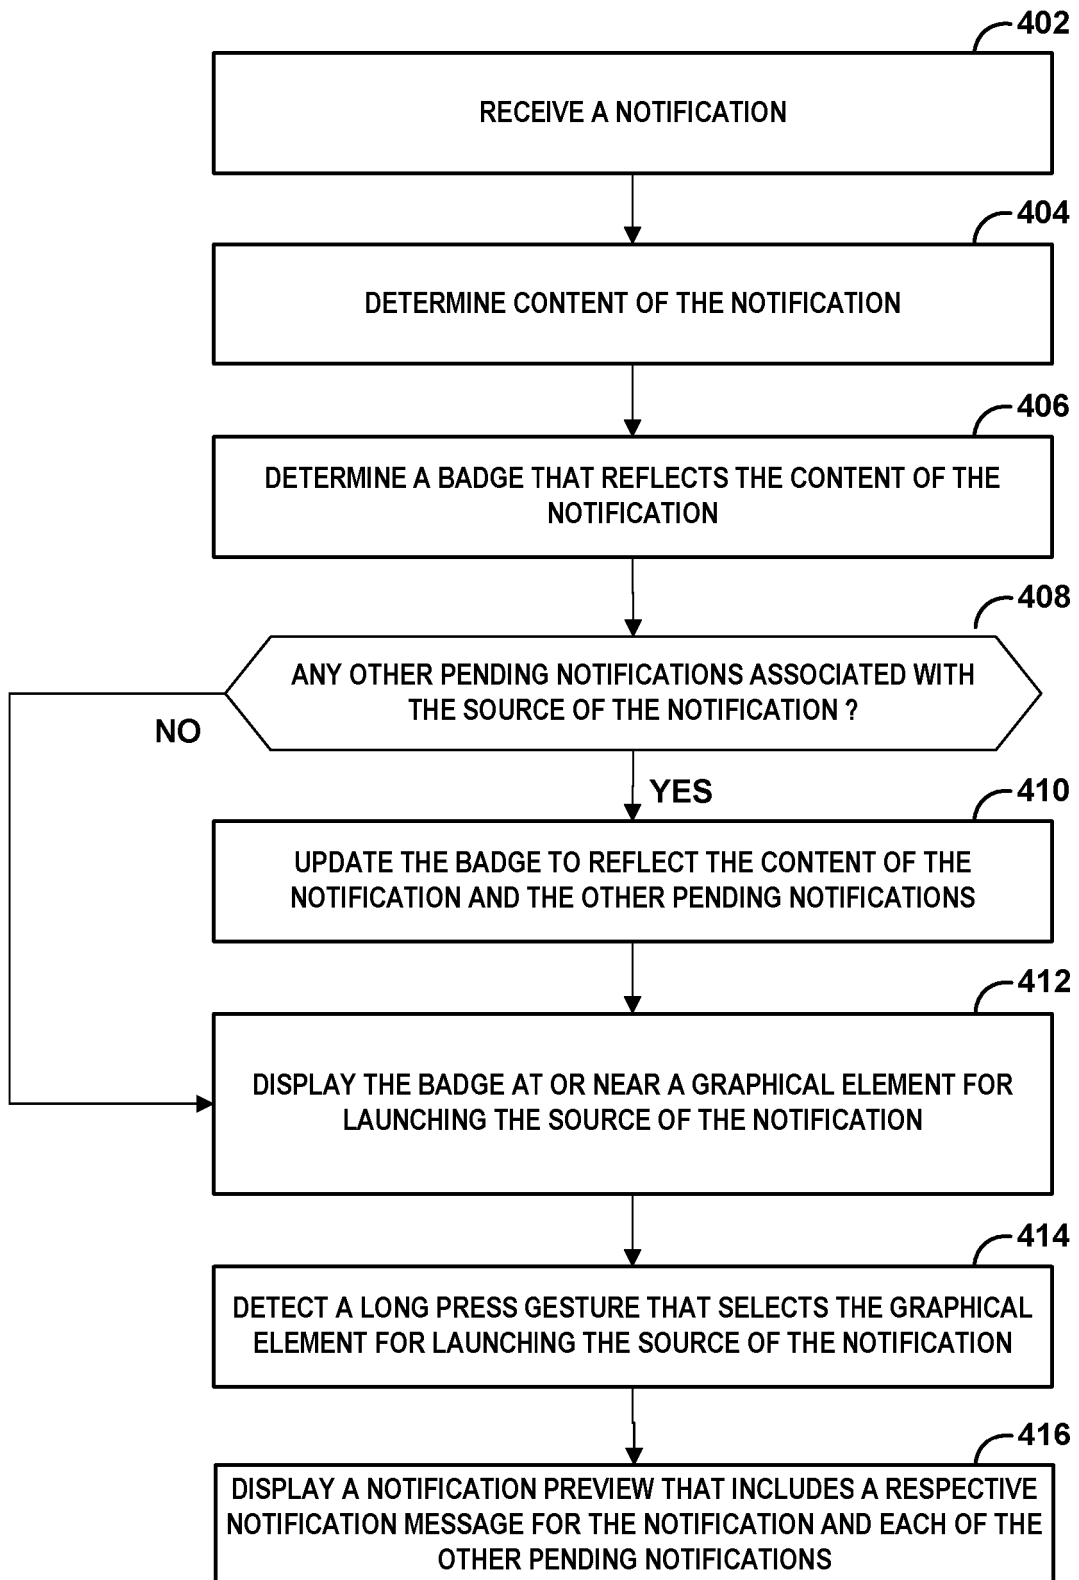 402
RECEIVE A NOTIFICATION
404
DETERMINE CONTENT OF THE NOTIFICATION
406
DETERMINE A BADGE THAT REFLECTS THE CONTENT OF THE
NOTIFICATION
408
ANY OTHER PENDING NOTIFICATIONS ASSOCIATED WITH
THE SOURCE OF THE NOTIFICATION ?
NO
YES
410
UPDATE THE BADGE TO REFLECT THE CONTENT OF THE
NOTIFICATION AND THE OTHER PENDING NOTIFICATIONS
412
DISPLAY THE BADGE AT OR NEAR A GRAPHICAL ELEMENT FOR
LAUNCHING THE SOURCE OF THE NOTIFICATION
414
DETECT A LONG PRESS GESTURE THAT SELECTS THE GRAPHICAL
ELEMENT FOR LAUNCHING THE SOURCE OF THE NOTIFICATION
416
DISPLAY A NOTIFICATION PREVIEW THAT INCLUDES A RESPECTIVE
NOTIFICATION MESSAGE FOR THE NOTIFICATION AND EACH OF THE
OTHER PENDING NOTIFICATIONS